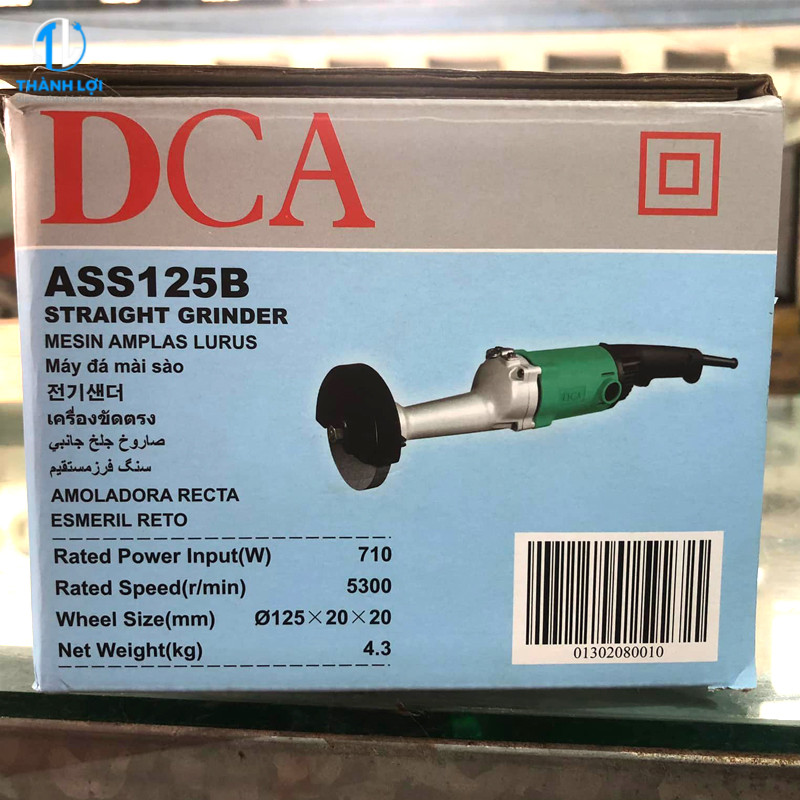 THÀNH LỢI
DCA
ASS125B
STRAIGHT GRINDER
MESIN AMPLAS LURUS
Máy đá mài sào
전기샌더
เครื่องขัดตรง
صاروخ جلخ جانبي
سنگ فرزمستقیم
AMOLADORA RECTA
ESMERIL RETO
DCA
Rated Power Input(W) 710
Rated Speed(r/min) 5300
Wheel Size(mm) Ø125×20×20
Net Weight(kg) 4.3
01302080010